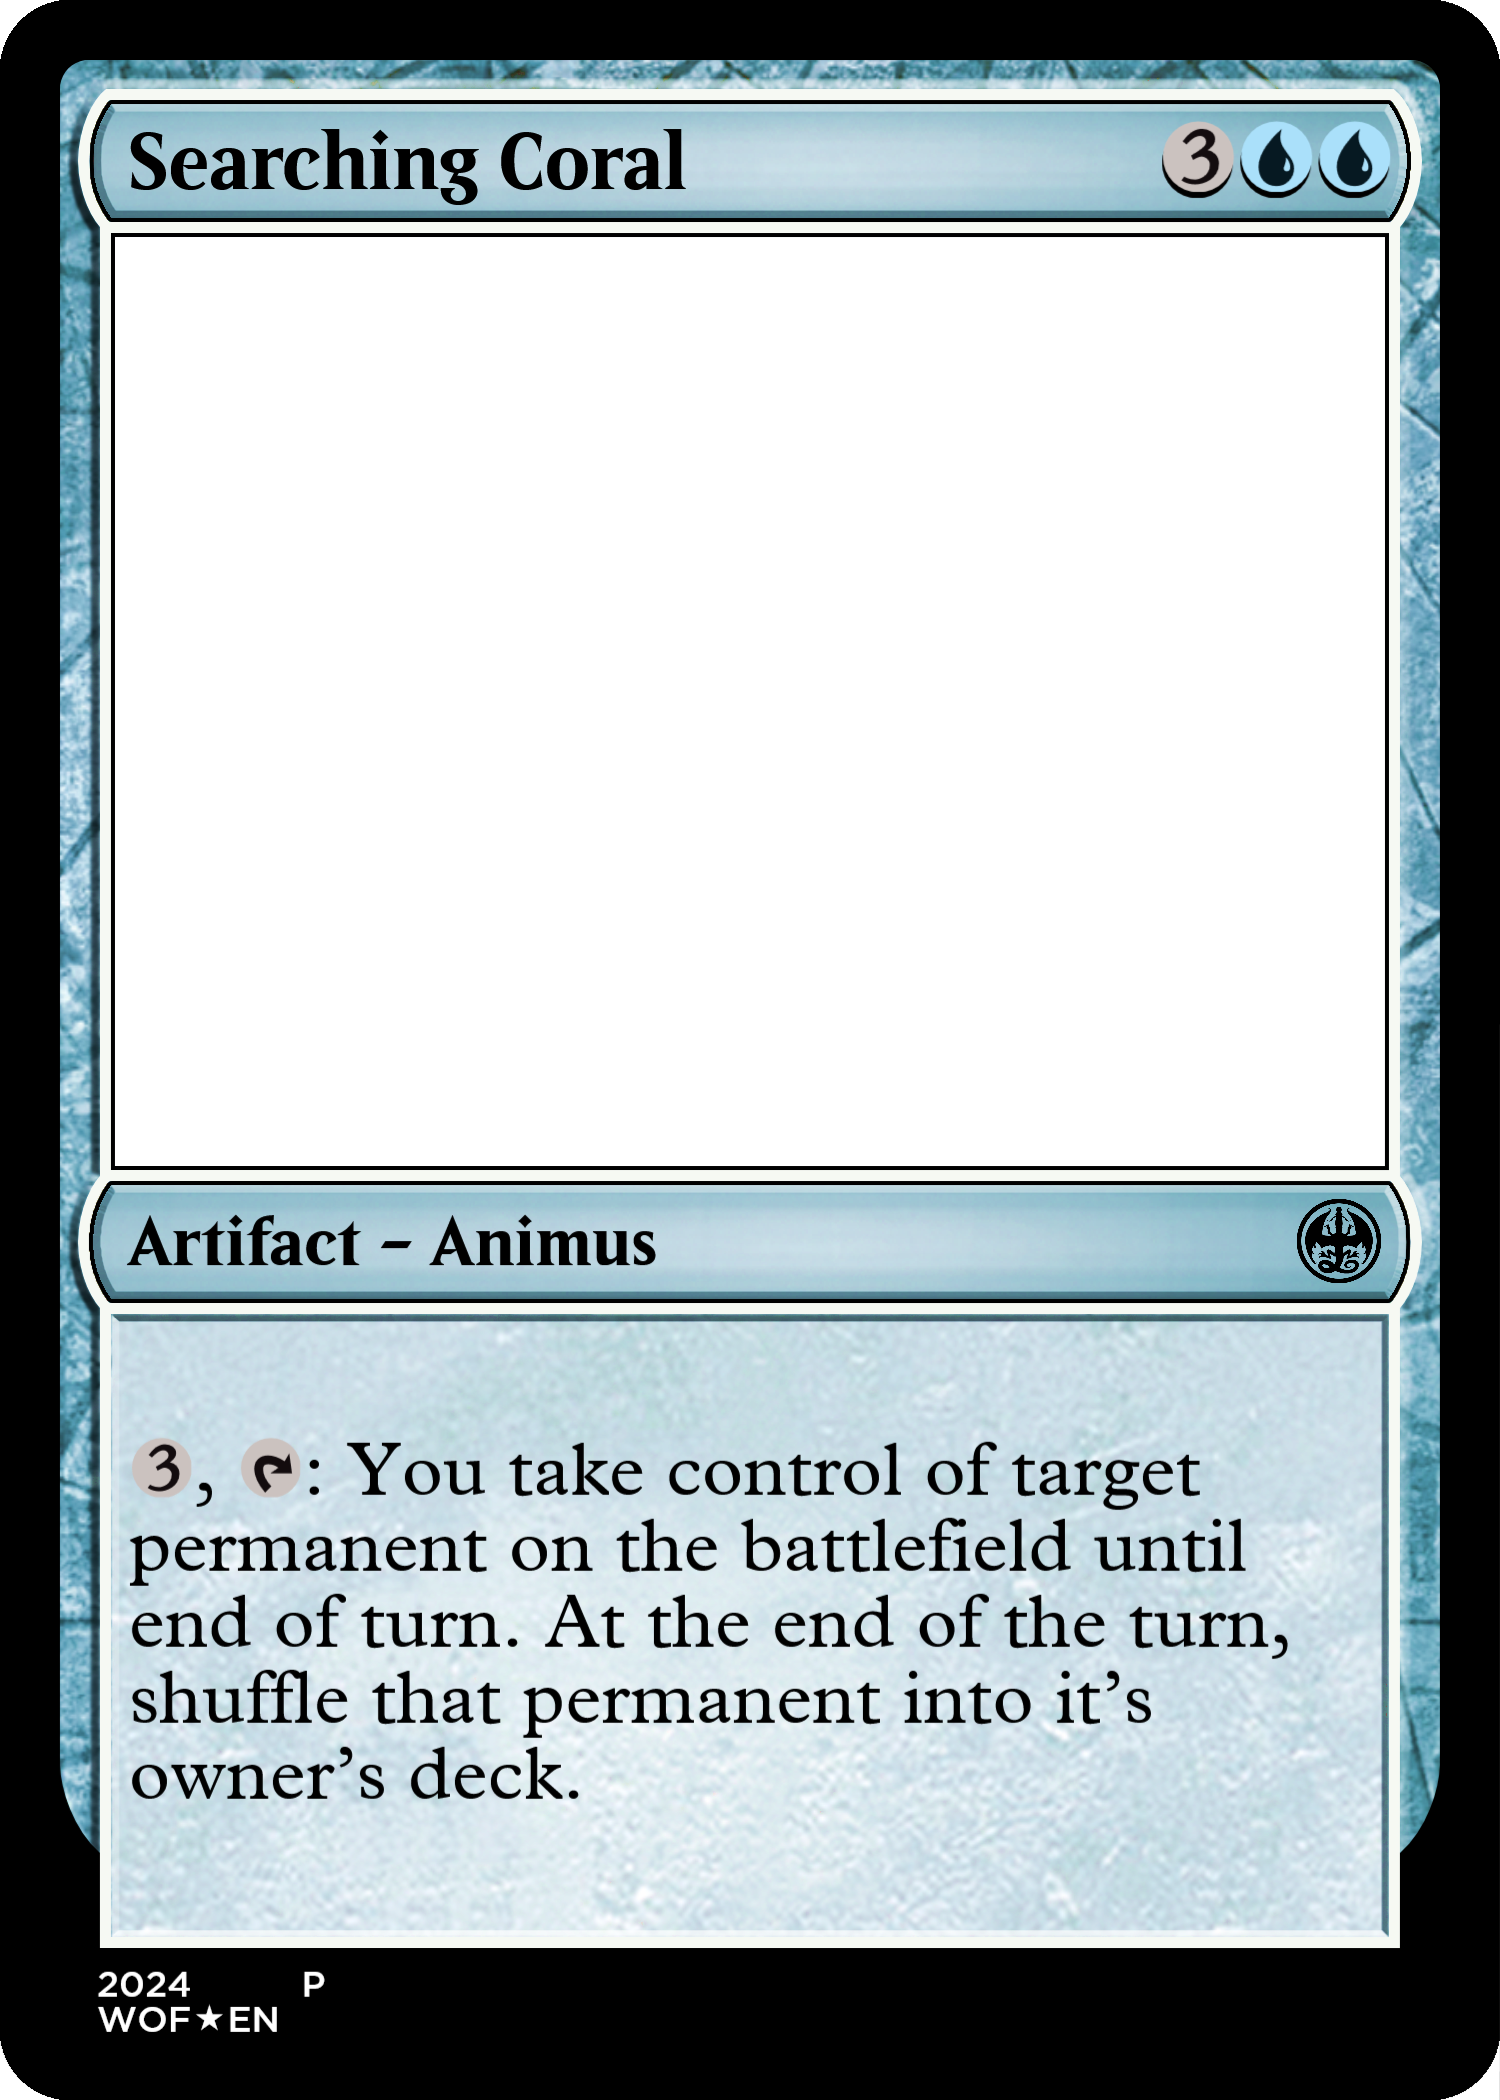 Searching Coral 3
Artifact – Animus
3, : You take control of target
permanent on the battlefield until
end of turn. At the end of the turn,
shuffle that permanent into it’s
owner’s deck.
2024 P
WOF★EN